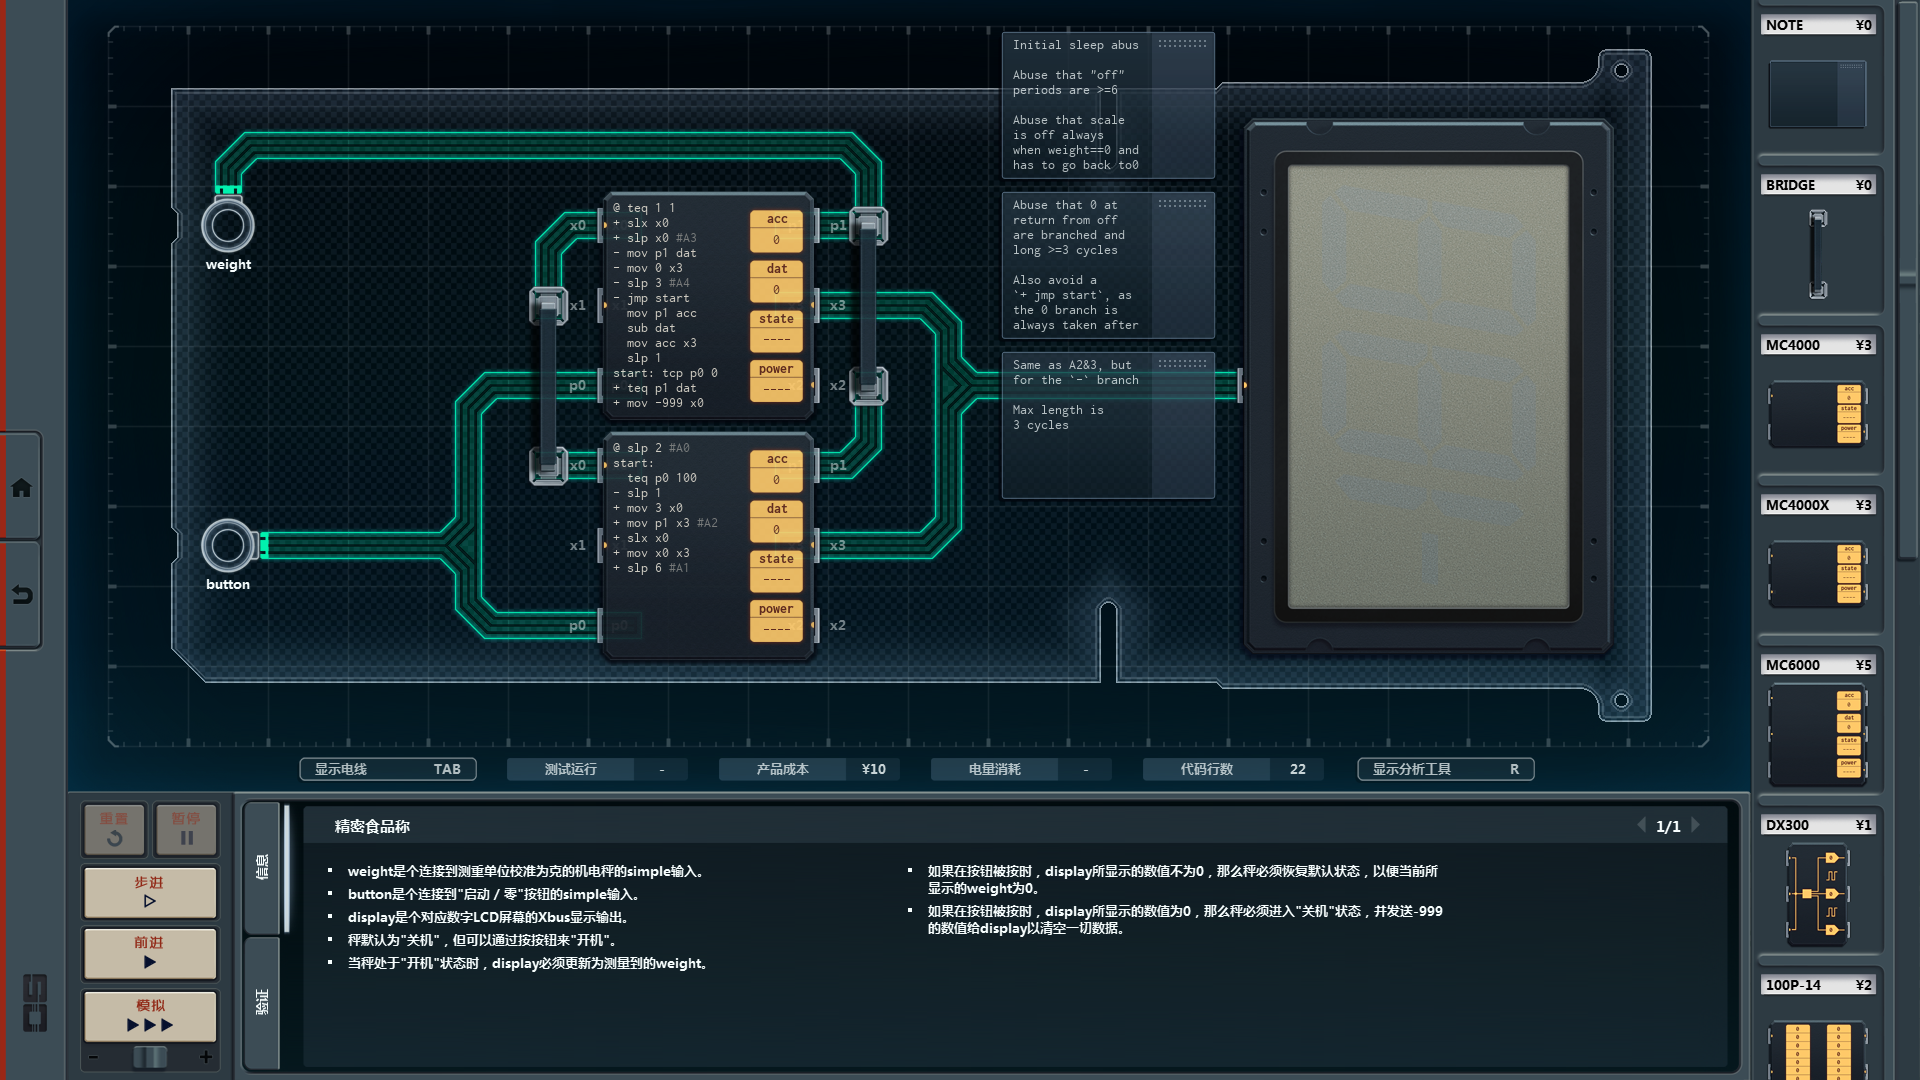 Initial sleep abus
Abuse that "off"
periods are >=6
Abuse that scale
is off always
when weight==0 and
has to go back to0
Abuse that 0 at
return from off
are branched and
long >=3 cycles
Also avoid a
`+ jmp start`, as
the 0 branch is
always taken after
Same as A2&3, but
for the `-` branch
Max length is
3 cycles
weight
button
x0
x1
p0
p1
x3
x2
@ teq 1 1
+ slx x0
+ slp x0 #A3
- mov p1 dat
- mov 0 x3
- slp 3 #A4
- jmp start
mov p1 acc
sub dat
mov acc x3
slp 1
start: tcp p0 0
+ teq p1 dat
+ mov -999 x0
acc
0
dat
0
state
----
power
----
x0
x1
p0
p1
x3
x2
@ slp 2 #A0
start:
teq p0 100
- slp 1
+ mov 3 x0
+ mov p1 x3 #A2
+ slx x0
+ mov x0 x3
+ slp 6 #A1
p0
acc
0
dat
0
state
----
power
----
NOTE ¥0
BRIDGE ¥0
MC4000 ¥3
acc
0
state
----
power
----
MC4000X ¥3
acc
0
state
----
power
----
MC6000 ¥5
acc
0
dat
0
state
----
power
----
DX300 ¥1
100P-14 ¥2
显示电线 TAB
测试运行 -
产品成本 ¥10
电量消耗 -
代码行数 22
显示分析工具 R
重置
暂停
步进
前进
模拟
- +
信息
验证
精密食品称
1/1
▪ weight是个连接到测重单位校准为克的机电秤的simple输入。
▪ button是个连接到"启动 / 零"按钮的simple输入。
▪ display是个对应数字LCD屏幕的Xbus显示输出。
▪ 秤默认为"关机"，但可以通过按按钮来"开机"。
▪ 当秤处于"开机"状态时，display必须更新为测量到的weight。
▪ 如果在按钮被按时，display所显示的数值不为0，那么秤必须恢复默认状态，以便当前所
显示的weight为0。
▪ 如果在按钮被按时，display所显示的数值为0，那么秤必须进入"关机"状态，并发送-999
的数值给display以清空一切数据。